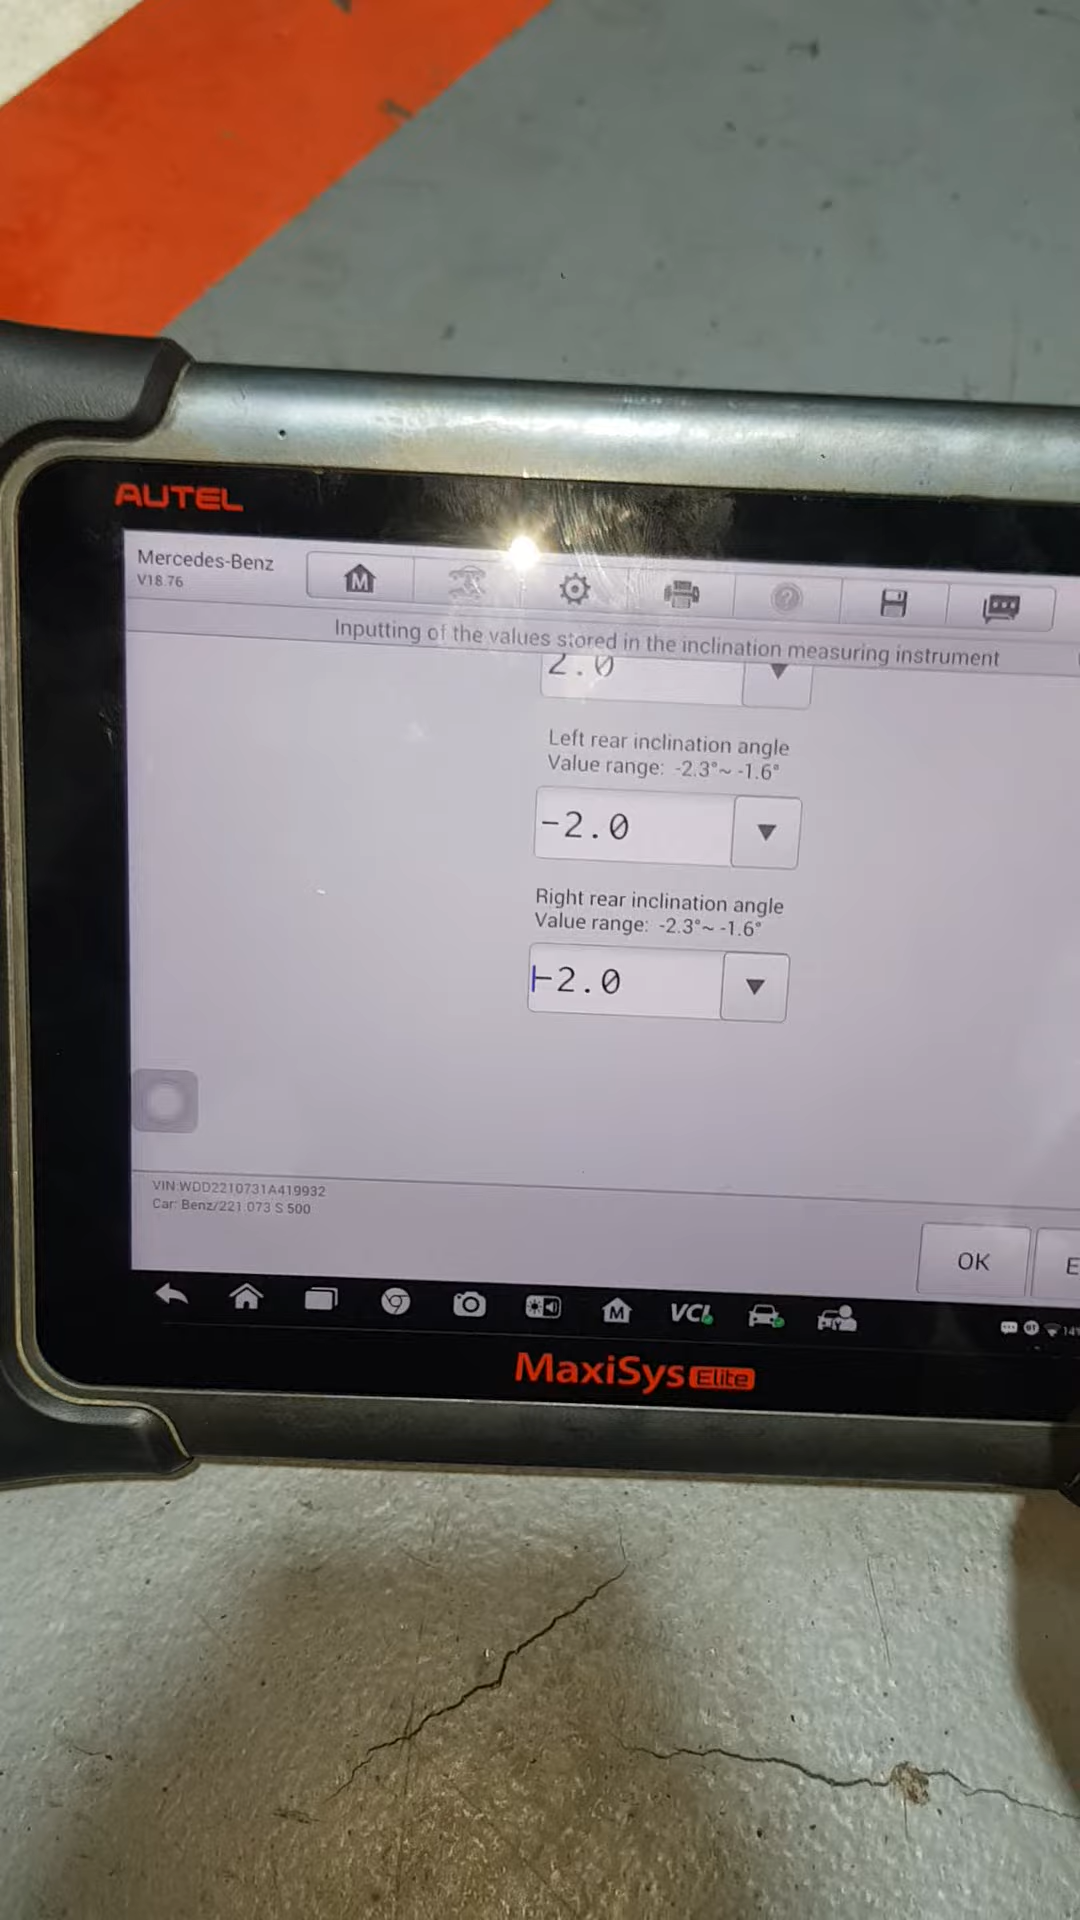 AUTEL
Mercedes-Benz
V18.76
M
?
Inputting of the values stored in the inclination measuring instrument
2.0
Left rear inclination angle
Value range: -2.3°~ -1.6°
-2.0
Right rear inclination angle
Value range: -2.3°~ -1.6°
-2.0
VIN:WDD2210731A419932
Car: Benz/221.073 S 500
OK
E
M
VCI
MaxiSys Elite